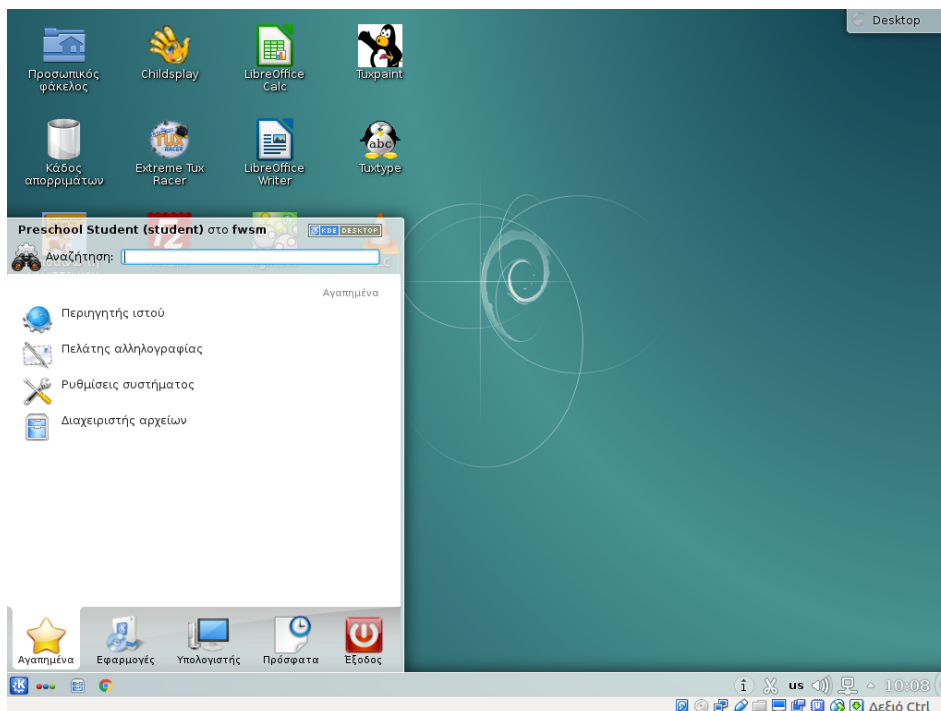 Desktop
Προσωπικός
φάκελος
Childsplay
LibreOffice
Calc
Tuxpaint
Κάδος
απορριμάτων
Extreme Tux
Racer
LibreOffice
Writer
abc
Tuxtype
Preschool Student (student) στο fwsm
KDE DESKTOP
Αναζήτηση:
Αγαπημένα
Περιηγητής ιστού
Πελάτης αλληλογραφίας
Ρυθμίσεις συστήματος
Διαχειριστής αρχείων
Αγαπημένα
Εφαρμογές
Υπολογιστής
Πρόσφατα
Έξοδος
us
10:08
Δεξιό Ctrl